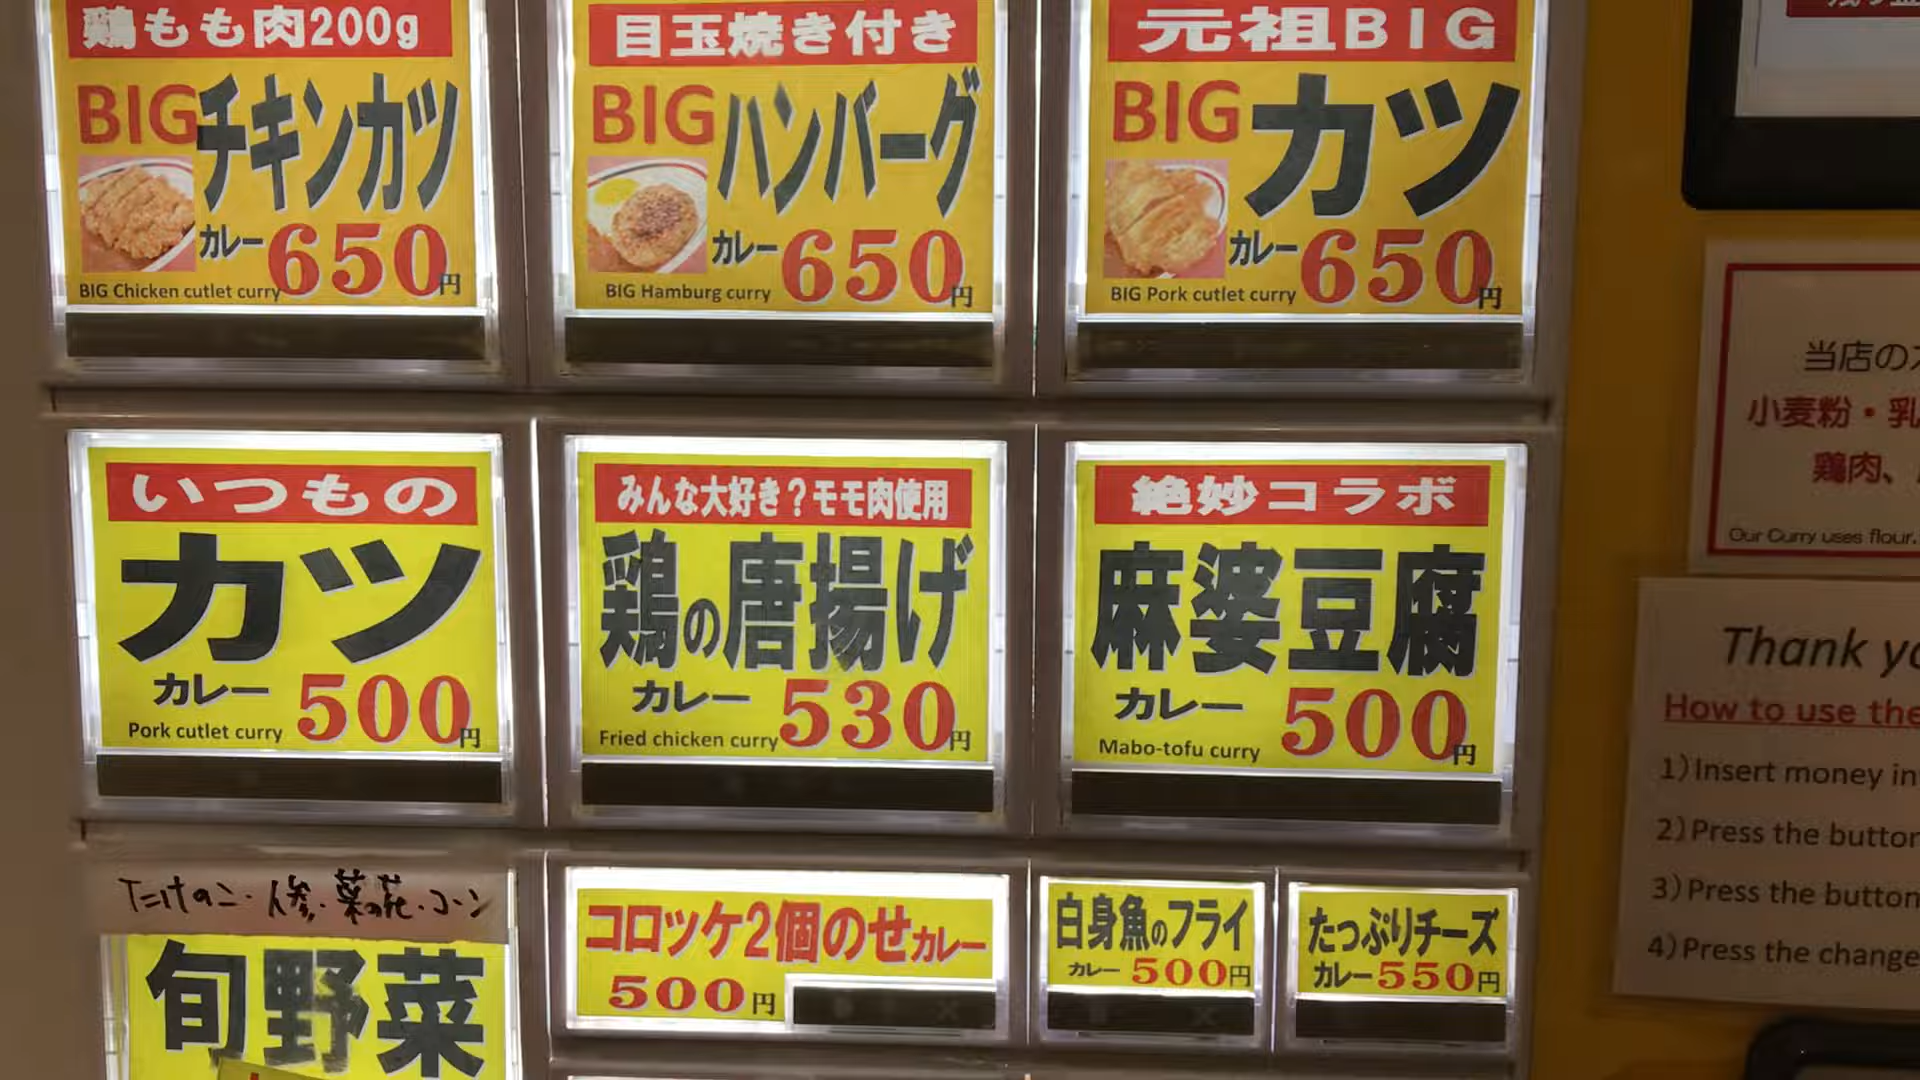 鶏もも肉200g
BIGチキンカツ
カレー650円
BIG Chicken cutlet curry
目玉焼き付き
BIGハンバーグ
カレー650円
BIG Hamburg curry
元祖BIG
BIGカツ
カレー650円
BIG Pork cutlet curry
いつもの
カツ
カレー500円
Pork cutlet curry
みんな大好き?モモ肉使用
鶏の唐揚げ
カレー530円
Fried chicken curry
絶妙コラボ
麻婆豆腐
カレー500円
Mabo-tofu curry
たけのこ・人参・菜の花・コーン
旬野菜
コロッケ2個のせカレー
500円
白身魚のフライ
カレー500円
たっぷりチーズ
カレー550円
当店の
小麦粉・乳
鶏肉、
Our Curry uses flour,
Thank
How to use the
1)Insert money in
2)Press the button
3)Press the button
4)Press the change